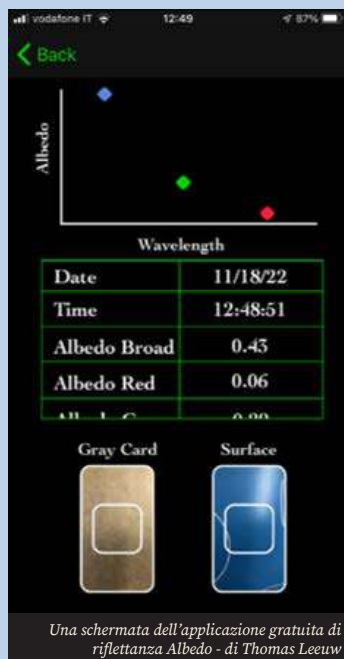 vodafone IT 12:49 87%
Back
Albedo
Wavelength
Date 11/18/22
Time 12:48:51
Albedo Broad 0.43
Albedo Red 0.06
Gray Card Surface
Una schermata dell'applicazione gratuita di
riflettanza Albedo - di Thomas Leeuw